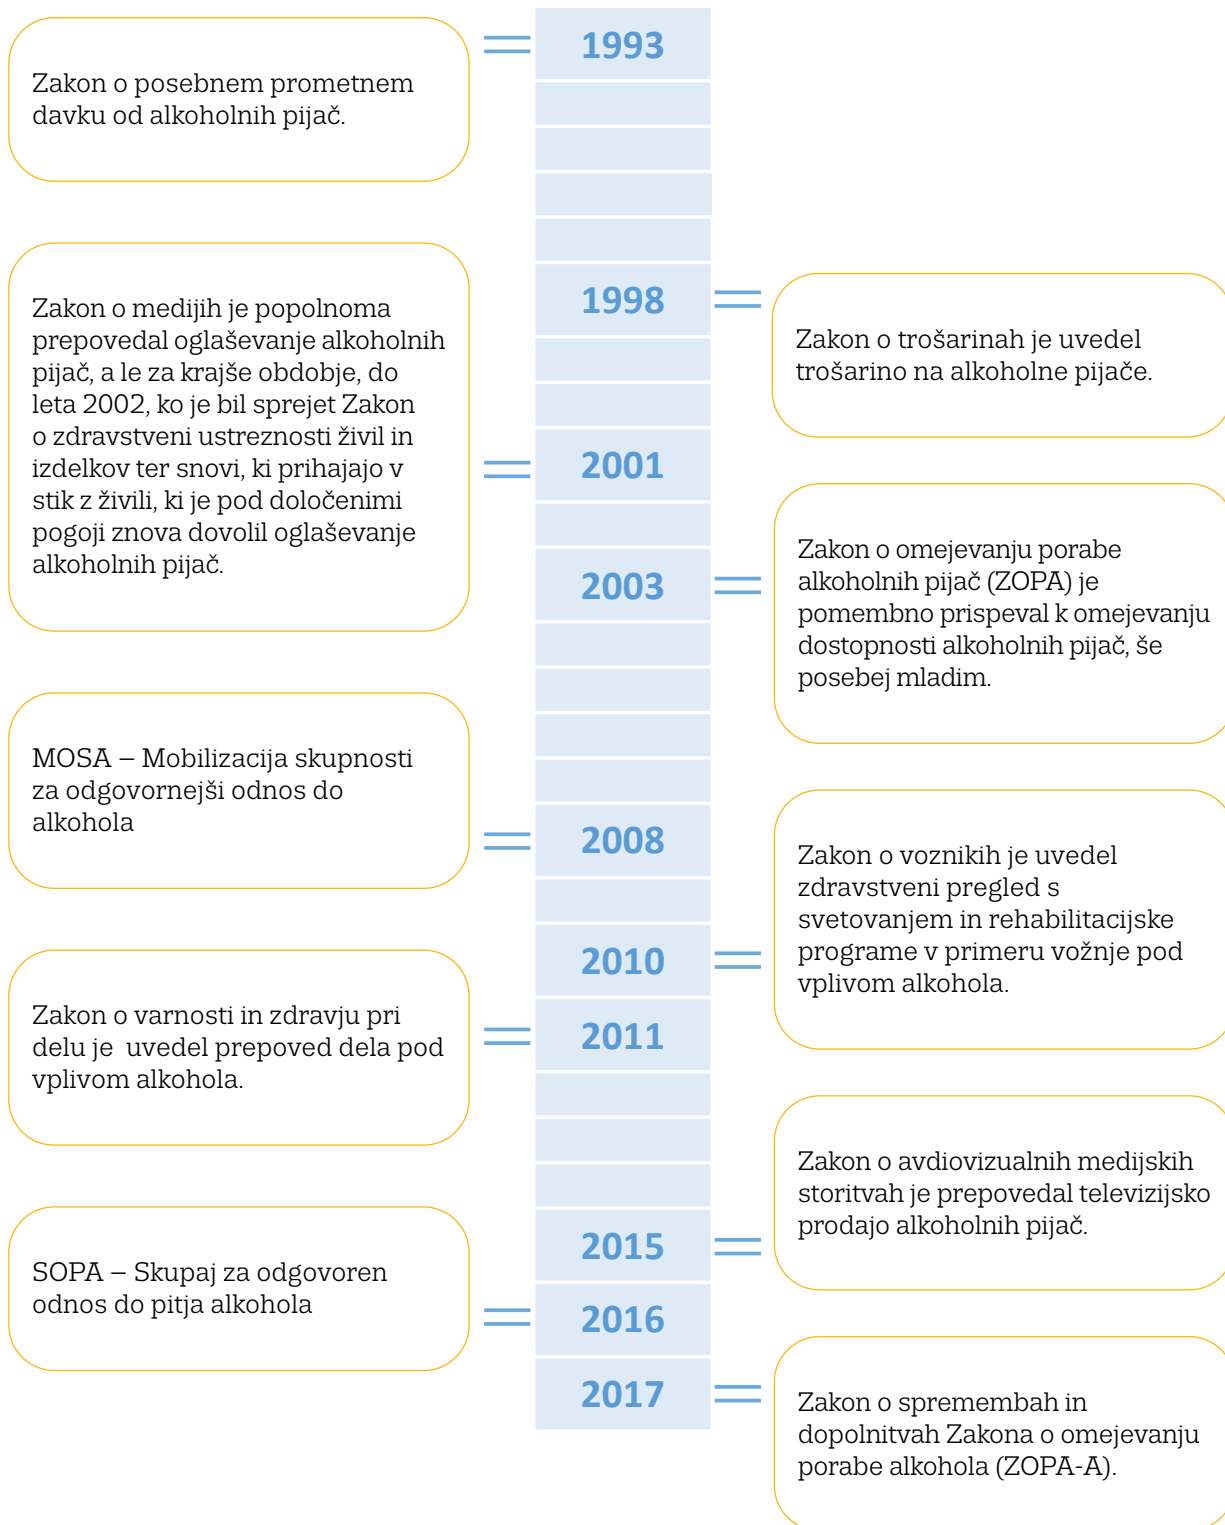 1993
Zakon o posebnem prometnem
davku od alkoholnih pijač.
1998
Zakon o trošarinah je uvedel
trošarino na alkoholne pijače.
Zakon o medijih je popolnoma
prepovedal oglaševanje alkoholnih
pijač, a le za krajše obdobje, do
leta 2002, ko je bil sprejet Zakon
o zdravstveni ustreznosti živil in
izdelkov ter snovi, ki prihajajo v
stik z živili, ki je pod določenimi
pogoji znova dovolil oglaševanje
alkoholnih pijač.
2001
2003
Zakon o omejevanju porabe
alkoholnih pijač (ZOPA) je
pomembno prispeval k omejevanju
dostopnosti alkoholnih pijač, še
posebej mladim.
MOSA – Mobilizacija skupnosti
za odgovornejši odnos do
alkohola
2008
2010
Zakon o voznikih je uvedel
zdravstveni pregled s
svetovanjem in rehabilitacijske
programe v primeru vožnje pod
vplivom alkohola.
Zakon o varnosti in zdravju pri
delu je  uvedel prepoved dela pod
vplivom alkohola.
2011
2015
Zakon o avdiovizualnih medijskih
storitvah je prepovedal televizijsko
prodajo alkoholnih pijač.
SOPA – Skupaj za odgovoren
odnos do pitja alkohola
2016
2017
Zakon o spremembah in
dopolnitvah Zakona o omejevanju
porabe alkohola (ZOPA-A).